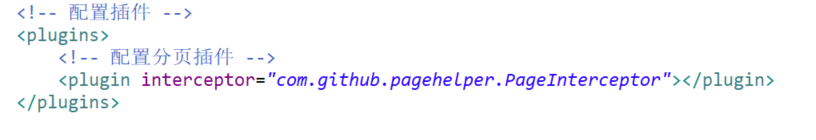 <!-- 配置插件 -->
<plugins>
    <!-- 配置分页插件 -->
    <plugin interceptor="com.github.pagehelper.PageInterceptor"></plugin>
</plugins>